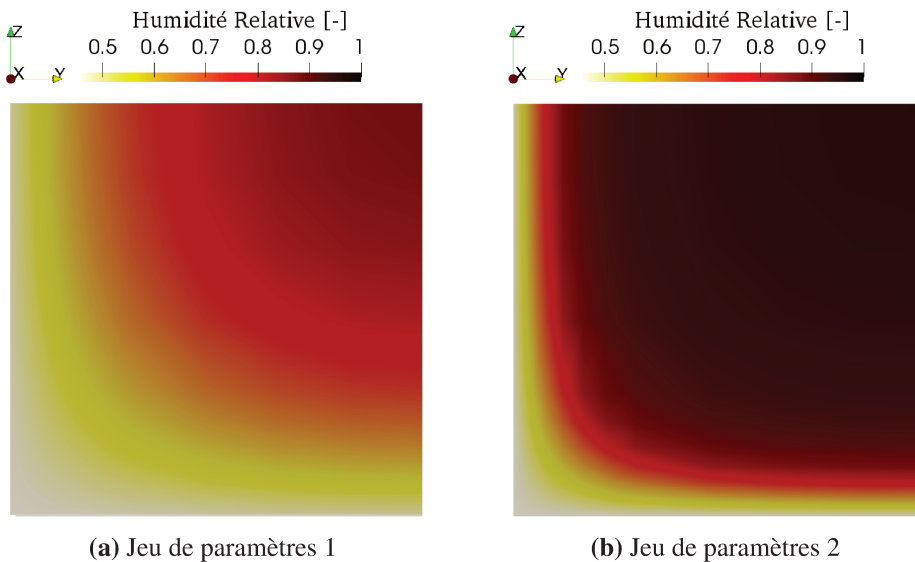 Humidité Relative [-]
0.5 0.6 0.7 0.8 0.9 1
Z
X Y
(a) Jeu de paramètres 1
Humidité Relative [-]
0.5 0.6 0.7 0.8 0.9 1
Z
X Y
(b) Jeu de paramètres 2